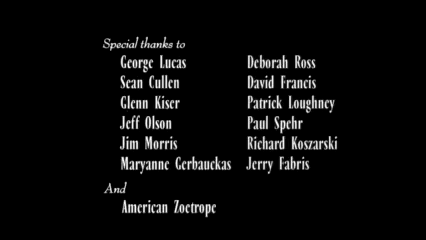 Special thanks to
George Lucas Deborah Ross
Sean Cullen David Francis
Glenn Kiser Patrick Loughney
Jeff Olson Paul Spehr
Jim Morris Richard Koszarski
Maryanne Gerbauckas Jerry Fabris
And
American Zoetrope